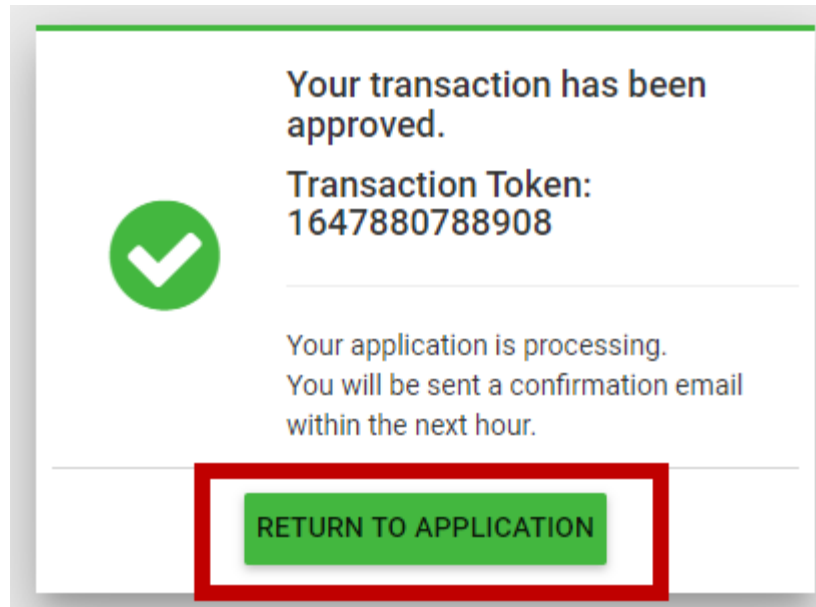 Your transaction has been
approved.
Transaction Token:
1647880788908
Your application is processing.
You will be sent a confirmation email
within the next hour.
RETURN TO APPLICATION